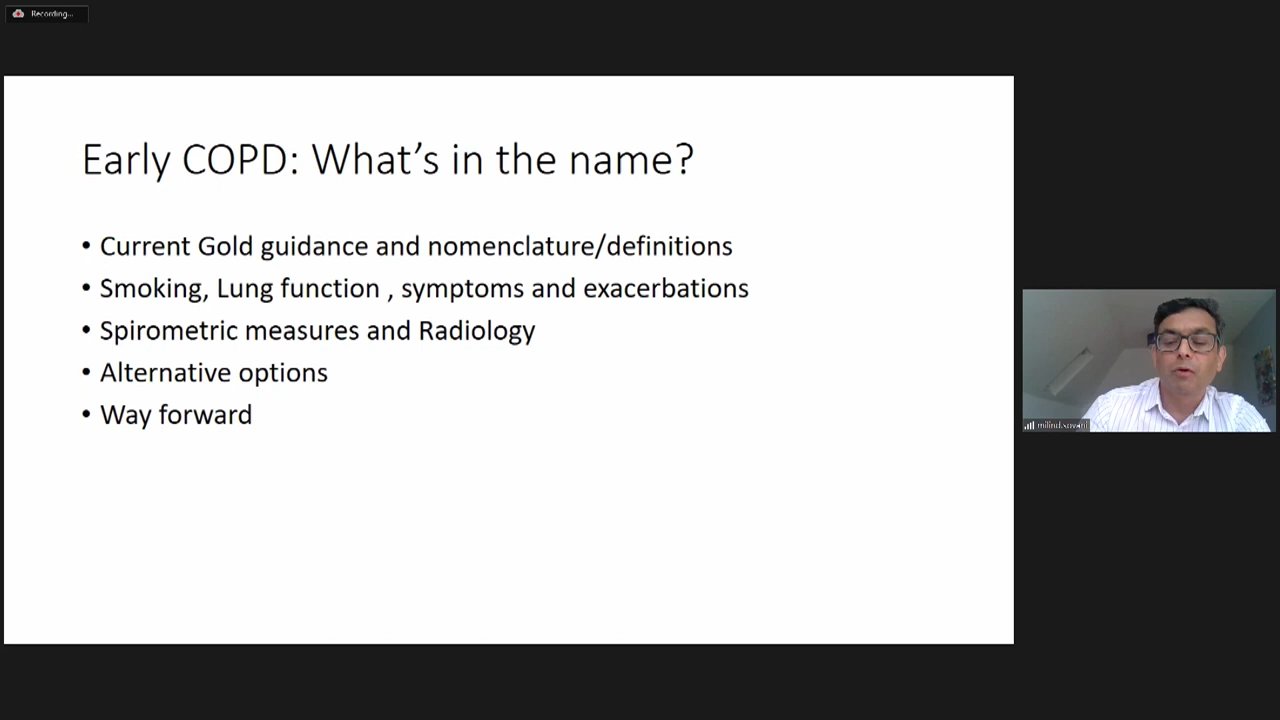 Recording...
Early COPD: What's in the name?
• Current Gold guidance and nomenclature/definitions
• Smoking, Lung function , symptoms and exacerbations
• Spirometric measures and Radiology
• Alternative options
• Way forward